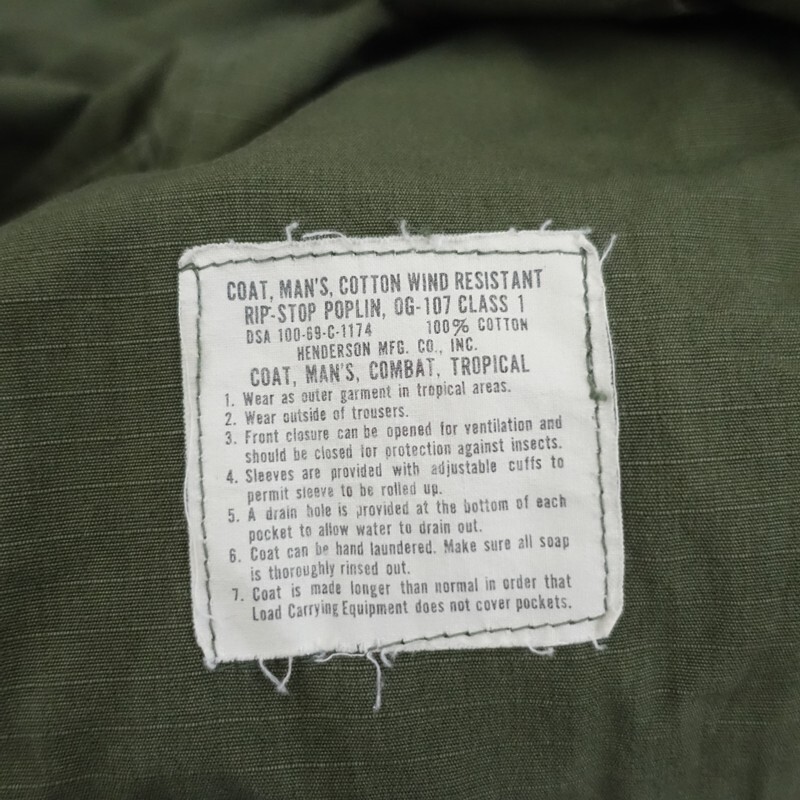 COAT, MAN'S, COTTON WIND RESISTANT
RIP-STOP POPLIN, OG-107 CLASS 1
DSA 100-69-C-1174 100% COTTON
HENDERSON MFG. CO., INC.
COAT, MAN'S, COMBAT, TROPICAL
1. Wear as outer garment in tropical areas.
2. Wear outside of trousers.
3. Front closure can be opened for ventilation and
should be closed for protection against insects.
4. Sleeves are provided with adjustable cuffs to
permit sleeve to be rolled up.
5. A drain hole is provided at the bottom of each
pocket to allow water to drain out.
6. Coat can be hand laundered. Make sure all soap
is thoroughly rinsed out.
7. Coat is made longer than normal in order that
Load Carrying Equipment does not cover pockets.